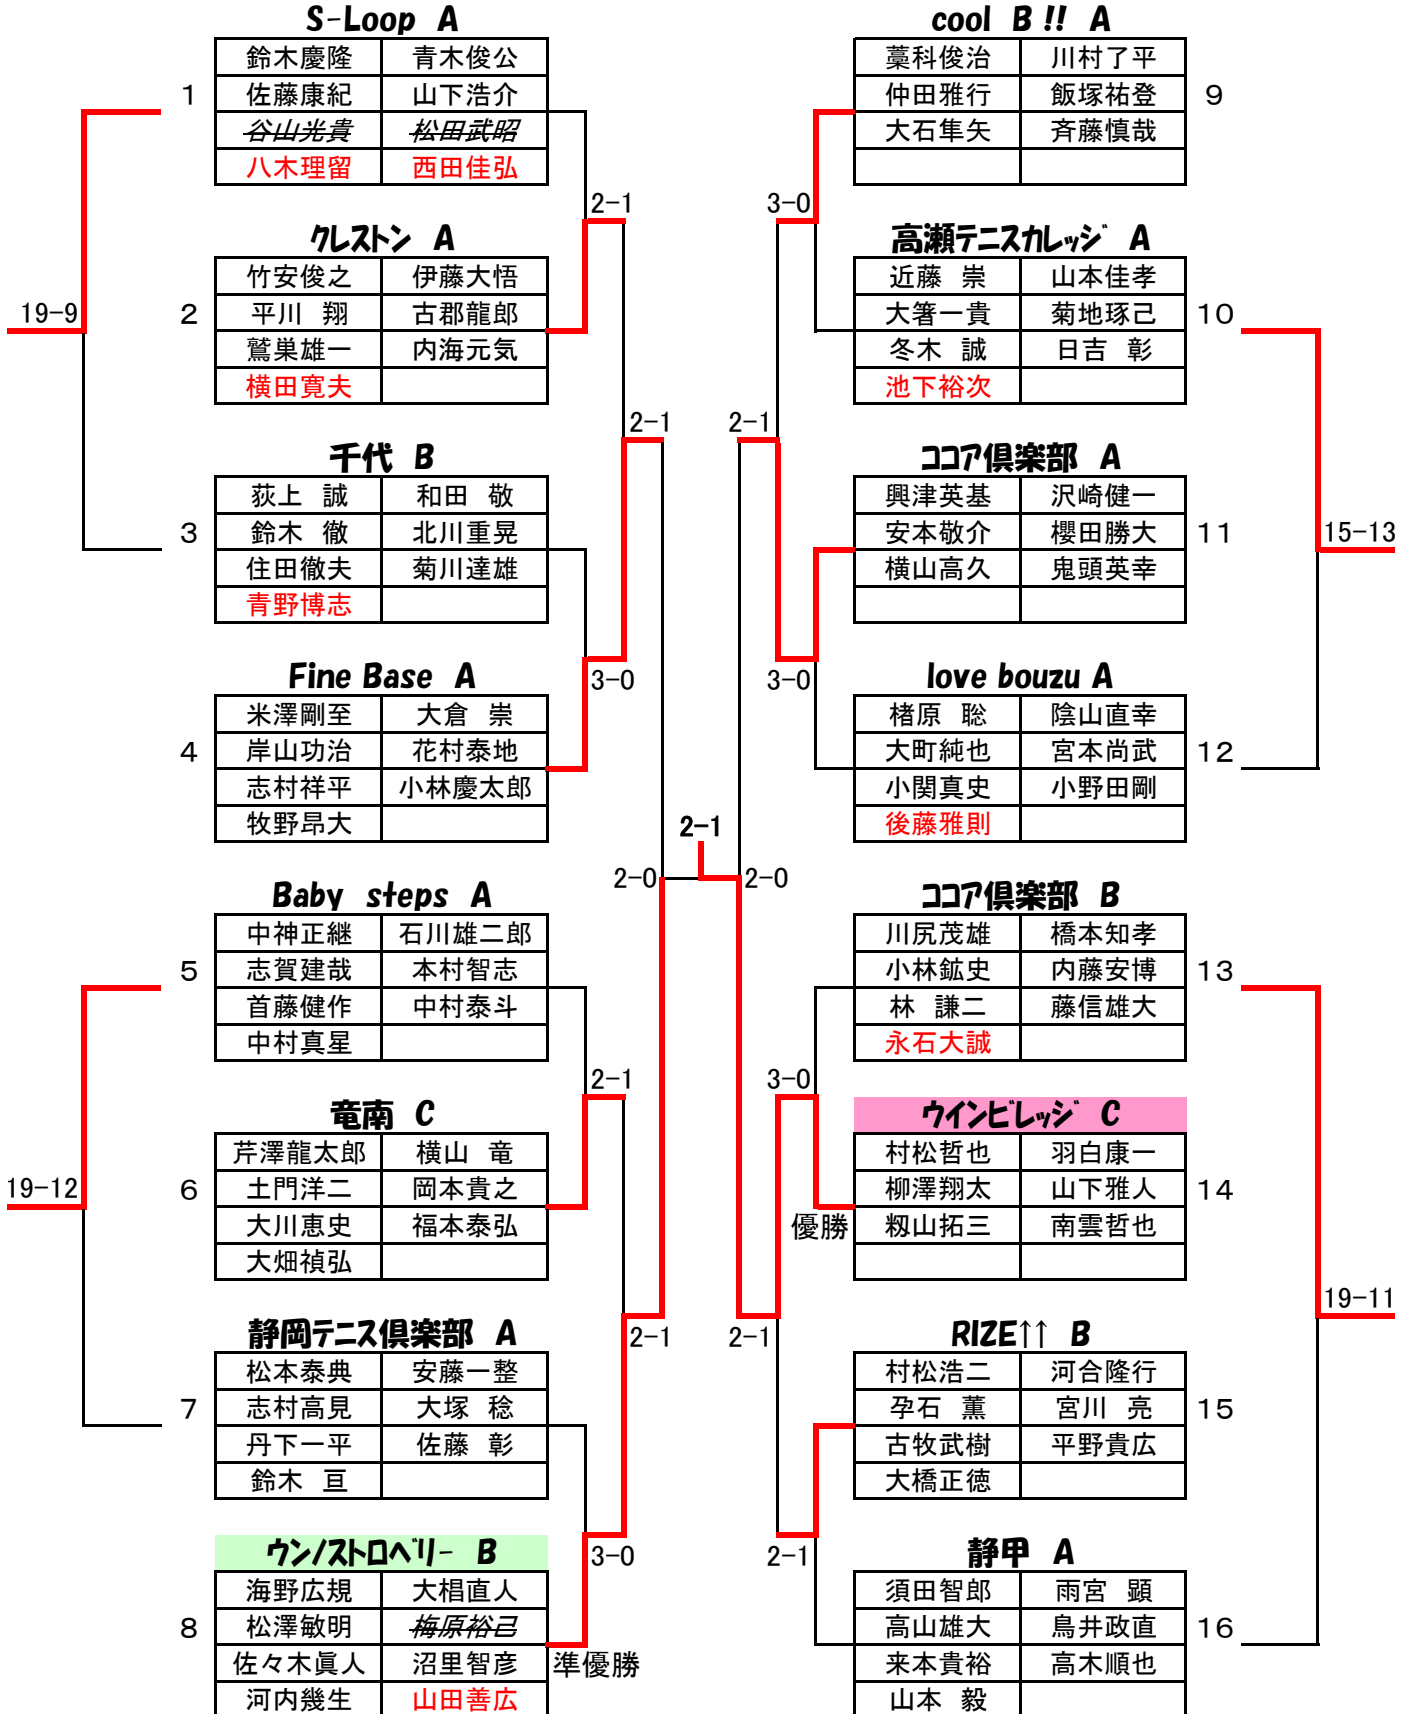 S-Loop A
鈴木慶隆 青木俊公
1 佐藤康紀 山下浩介
谷山光貴 松田武昭
八木理留 西田佳弘
2-1
クレストン A
竹安俊之 伊藤大悟
19-9 2 平川 翔 古郡龍郎
鷲巣雄一 内海元気
横田寛夫
2-1
千代 B
荻上 誠 和田 敬
3 鈴木 徹 北川重晃
住田徹夫 菊川達雄
青野博志
Fine Base A
3-0
米澤剛至 大倉 崇
4 岸山功治 花村泰地
志村祥平 小林慶太郎
牧野昂大
2-1
2-0
Baby steps A
中神正継 石川雄二郎
5 志賀建哉 本村智志
首藤健作 中村泰斗
中村真星
2-1
竜南 C
芹澤龍太郎 横山 竜
19-12 6 土門洋二 岡本貴之
大川恵史 福本泰弘
大畑禎弘
静岡テニス倶楽部 A
2-1
松本泰典 安藤一整
7 志村高見 大塚 稔
丹下一平 佐藤 彰
鈴木 亘
ウンノストロベリー B
3-0
海野広規 大椙直人
8 松澤敏明 梅原裕己
佐々木眞人 沼里智彦
準優勝
河内幾生 山田善広
cool B !! A
藁科俊治 川村了平
仲田雅行 飯塚祐登 9
大石隼矢 斉藤慎哉
3-0
高瀬テニスカレッジ A
近藤 崇 山本佳孝
大箸一貴 菊地琢己 10
冬木 誠 日吉 彰
池下裕次
2-1
ココア倶楽部 A
興津英基 沢崎健一
安本敬介 櫻田勝大 11 15-13
横山高久 鬼頭英幸
love bouzu A
3-0
楮原 聡 陰山直幸
大町純也 宮本尚武 12
小関真史 小野田剛
後藤雅則
2-0
ココア倶楽部 B
川尻茂雄 橋本知孝
小林鉱史 内藤安博 13
林 謙二 藤信雄大
永石大誠
3-0
ウインビレッジ C
村松哲也 羽白康一
柳澤翔太 山下雅人 14
優勝 籾山拓三 南雲哲也
19-11
2-1
RIZE↑↑ B
村松浩二 河合隆行
孕石 薫 宮川 亮 15
古牧武樹 平野貴広
大橋正徳
2-1
静甲 A
須田智郎 雨宮 顕
高山雄大 鳥井政直 16
来本貴裕 高木順也
山本 毅